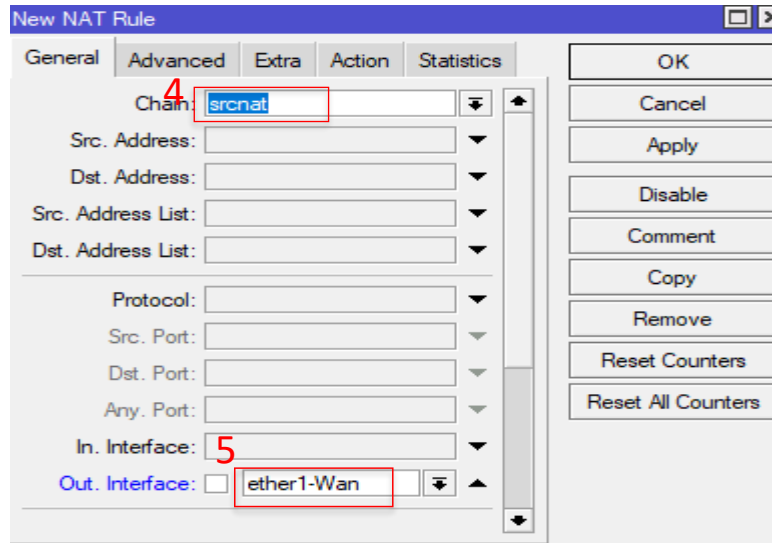 New NAT Rule
General Advanced Extra Action Statistics
4
Chain: srcnat
Src. Address:
Dst. Address:
Src. Address List:
Dst. Address List:
Protocol:
Src. Port:
Dst. Port:
Any. Port:
In. Interface:
5
Out. Interface: ether1-Wan
OK
Cancel
Apply
Disable
Comment
Copy
Remove
Reset Counters
Reset All Counters